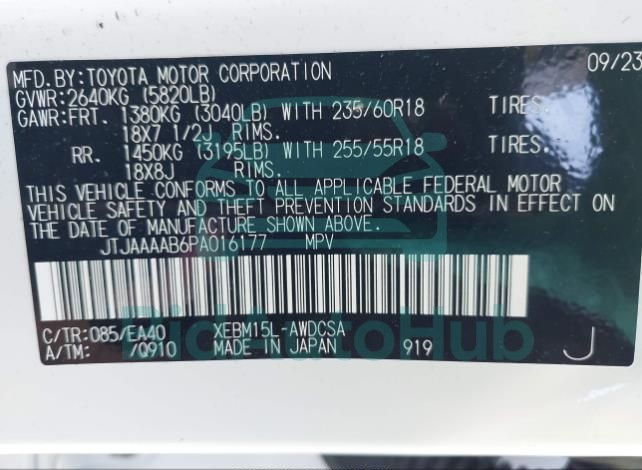 MFD.BY:TOYOTA MOTOR CORPORATION 09/23
GVWR:2640KG (5820LB)
GAWR:FRT. 1380KG (3040LB) WITH 235/60R18 TIRES.
18X7 1/2J RIMS.
RR. 1450KG (3195LB) WITH 255/55R18 TIRES.
18X8J RIMS.
THIS VEHICLE CONFORMS TO ALL APPLICABLE FEDERAL MOTOR
VEHICLE SAFETY AND THEFT PREVENTION STANDARDS IN EFFECT ON
THE DATE OF MANUFACTURE SHOWN ABOVE.
JTJAAAAB6PA016177 MPV
C/TR:085/EA40 XEBM15L-AWDCSA
A/TM: /Q910 MADE IN JAPAN 919 J
BidAutoHub